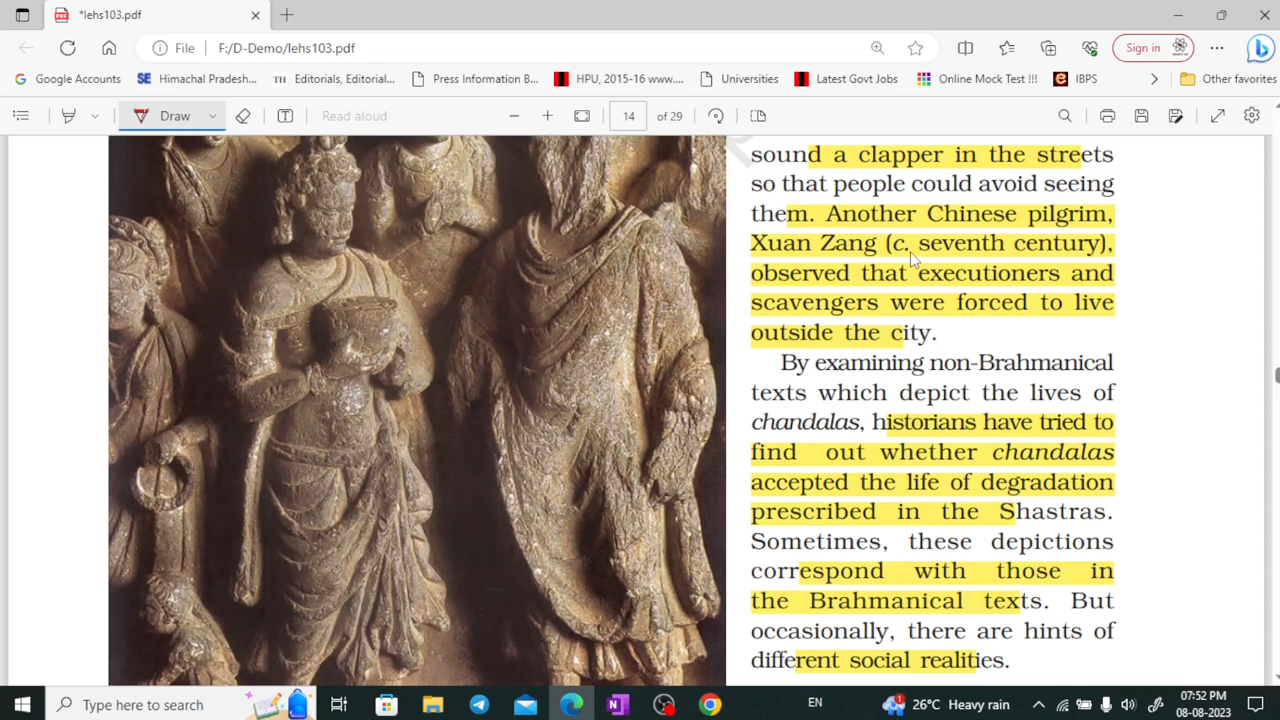 *lehs103.pdf
File F:/D-Demo/lehs103.pdf Sign in
Google Accounts SE Himachal Pradesh... TH Editorials, Editorial... Press Information B... HPU, 2015-16 www.... Universities Latest Govt Jobs Online Mock Test !!! IBPS Other favorites
Draw Read aloud 14 of 29
sound a clapper in the streets
so that people could avoid seeing
them. Another Chinese pilgrim,
Xuan Zang (c. seventh century),
observed that executioners and
scavengers were forced to live
outside the city.
By examining non-Brahmanical
texts which depict the lives of
chandalas, historians have tried to
find out whether chandalas
accepted the life of degradation
prescribed in the Shastras.
Sometimes, these depictions
correspond with those in
the Brahmanical texts. But
occasionally, there are hints of
different social realities.
Type here to search EN 1 26°C Heavy rain 07:52 PM
08-08-2023